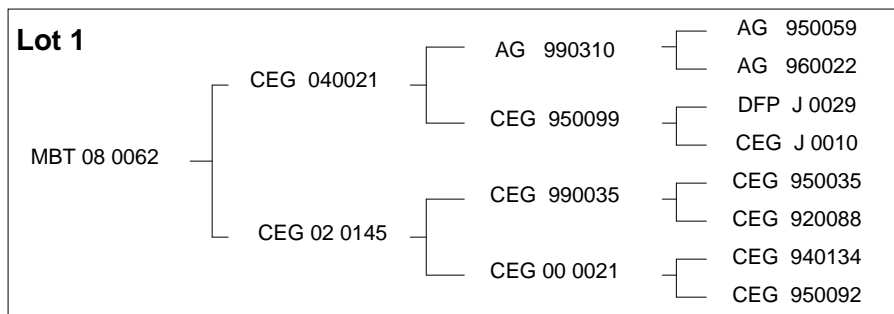 Lot 1
MBT 08 0062
CEG 040021
CEG 02 0145
AG 990310
CEG 950099
CEG 990035
CEG 00 0021
AG 950059
AG 960022
DFP J 0029
CEG J 0010
CEG 950035
CEG 920088
CEG 940134
CEG 950092